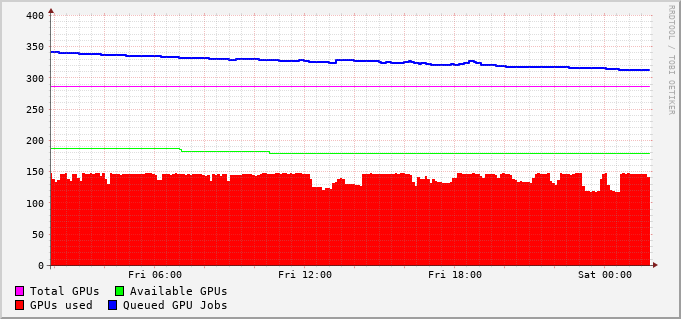 400
350
300
250
200
150
100
50
0
Fri 06:00 Fri 12:00 Fri 18:00 Sat 00:00
Total GPUs Available GPUs
GPUs used Queued GPU Jobs
RRDTOOL / TOBI OETIKER